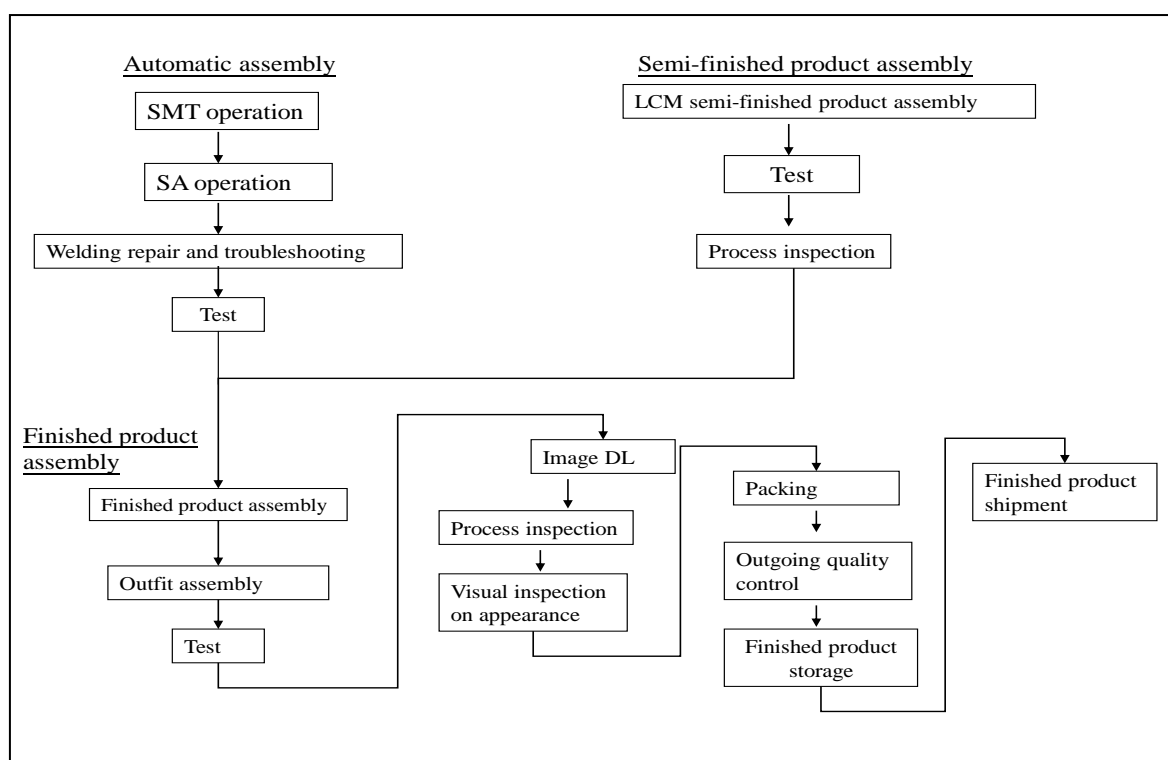 Automatic assembly
SMT operation
SA operation
Welding repair and troubleshooting
Test
Semi-finished product assembly
LCM semi-finished product assembly
Test
Process inspection
Finished product
assembly
Finished product assembly
Outfit assembly
Test
Image DL
Process inspection
Visual inspection
on appearance
Packing
Outgoing quality
control
Finished product
storage
Finished product
shipment